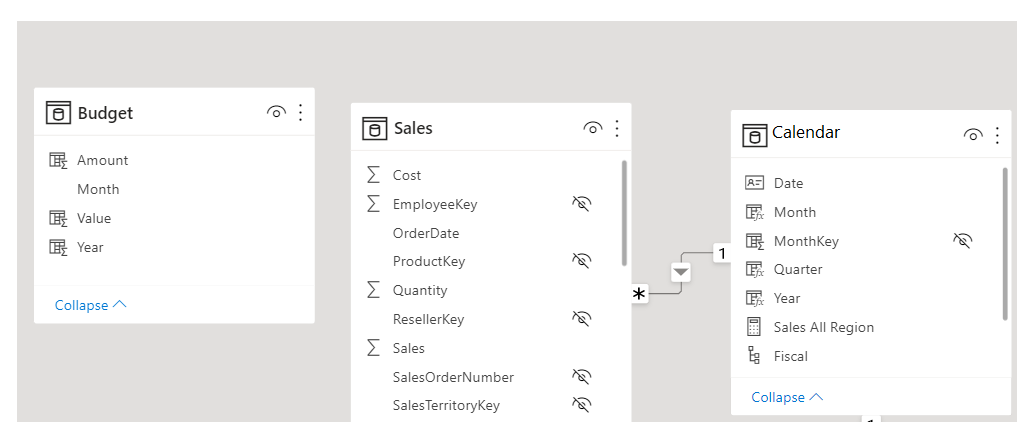 Budget
Amount
Month
Value
Year
Collapse
Sales
Cost
EmployeeKey
OrderDate
ProductKey
Quantity
ResellerKey
Sales
SalesOrderNumber
SalesTerritoryKey
*
1
Calendar
Date
Month
MonthKey
Quarter
Year
Sales All Region
Fiscal
Collapse
1